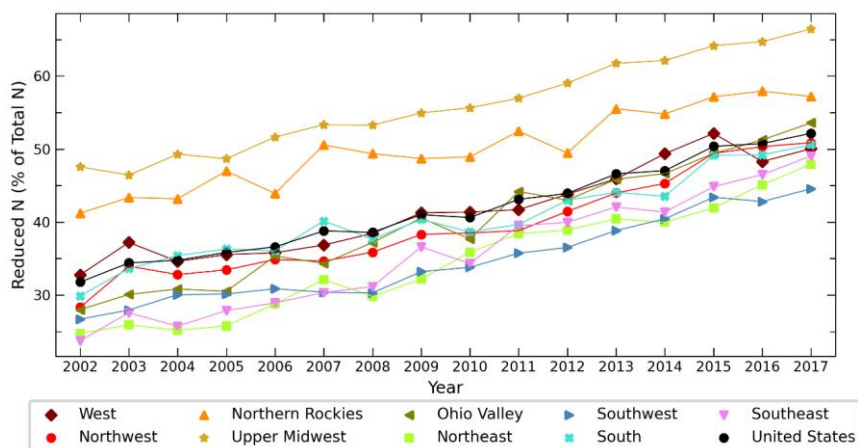 Reduced N (% of Total N)
60
50
40
30
2002 2003 2004 2005 2006 2007 2008 2009 2010 2011 2012 2013 2014 2015 2016 2017
Year
West Northern Rockies Ohio Valley Southwest Southeast
Northwest Upper Midwest Northeast South United States